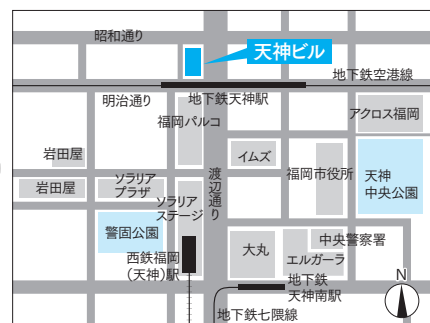 昭和通り
天神ビル
地下鉄空港線
明治通り
地下鉄天神駅
福岡パルコ
アクロス福岡
岩田屋
イムズ
福岡市役所
天神
中央公園
渡辺通り
岩田屋
ソラリア
プラザ
ソラリア
ステージ
警固公園
西鉄福岡
(天神)駅
大丸
中央警察署
エルガーラ
地下鉄
天神南駅
地下鉄七隈線
N